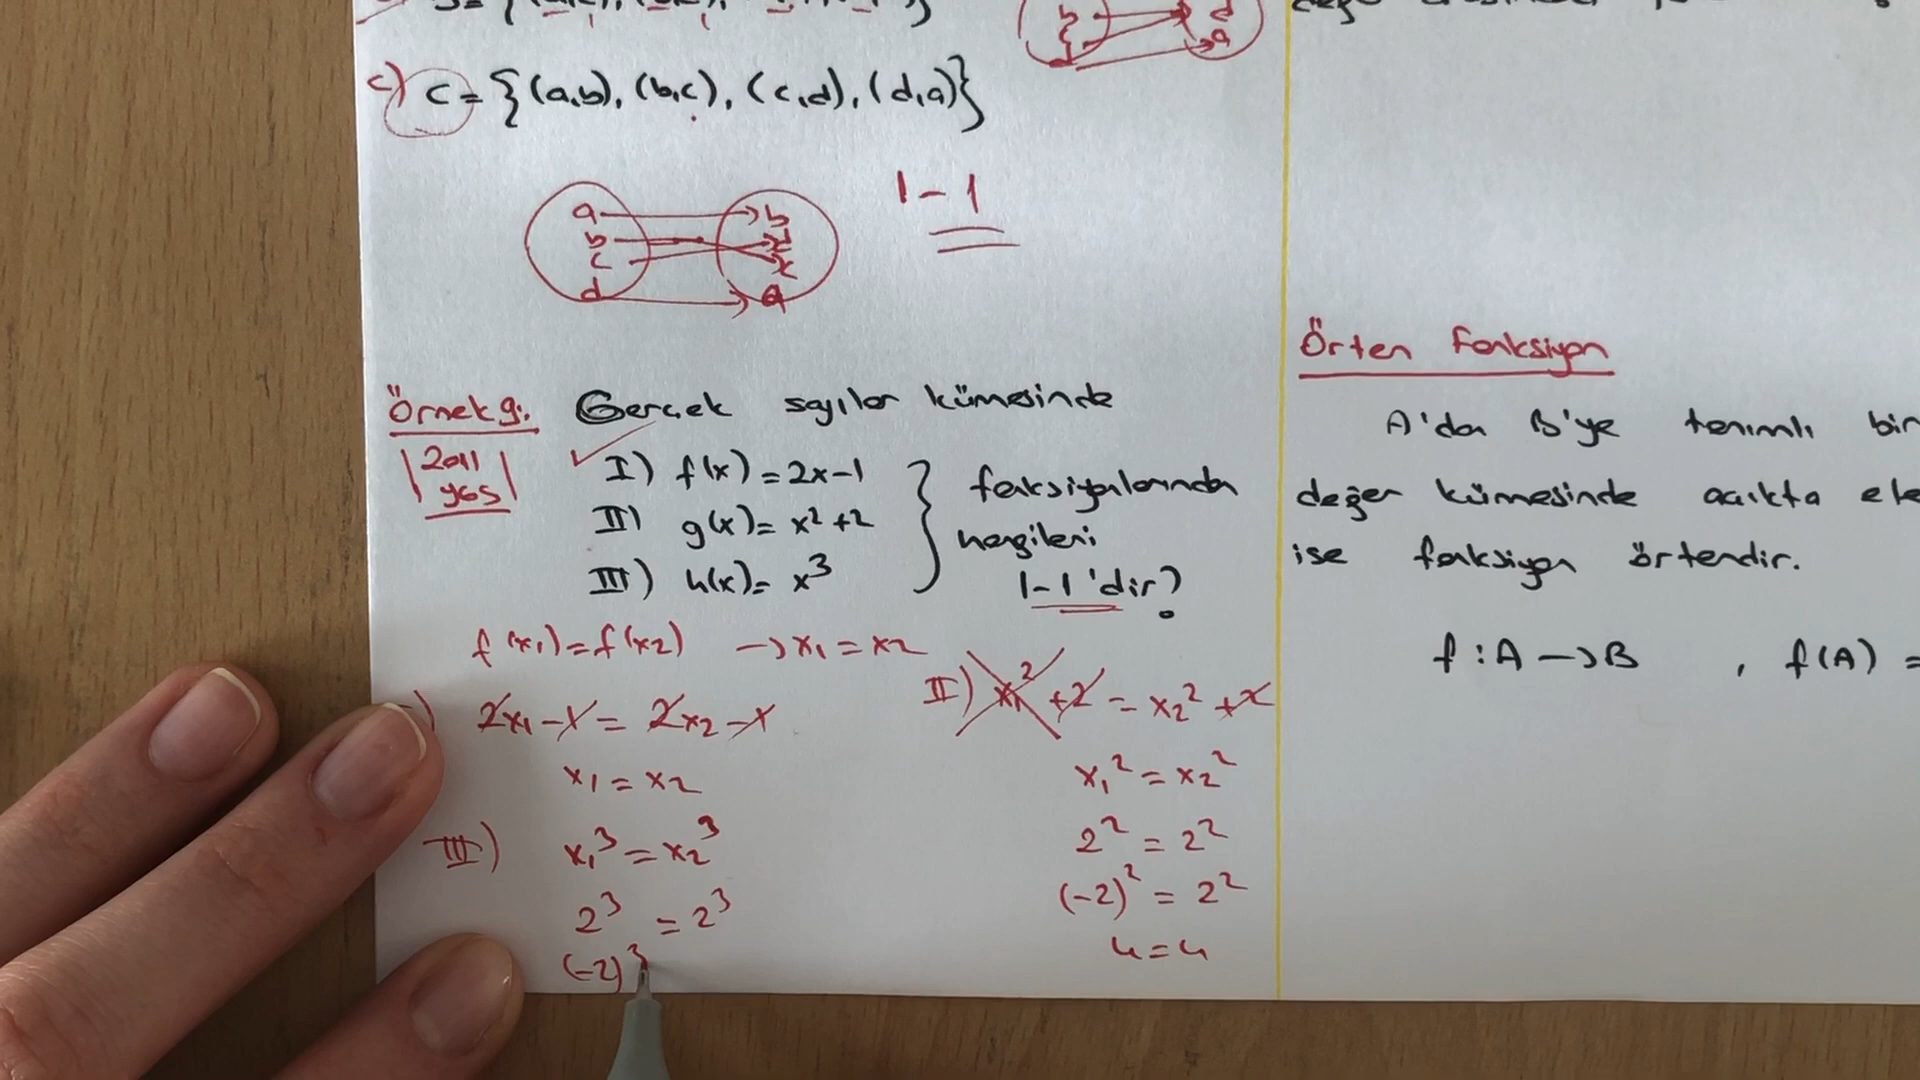 c) C = {(a,b), (b,c), (c,d), (d,a)}
1-1
a b
b d
c c
d a
Örnek 9: Gerçek sayılar kümesinde
2011
YGS
I) f(x) = 2x-1
II) g(x) = x² + 2
III) h(x) = x³
fonksiyonlarından
hangileri
1-1'dir?
f(x₁) = f(x₂) → x₁ = x₂
2x₁ - 1 = 2x₂ - 1
x₁ = x₂
III) x₁³ = x₂³
2³ = 2³
(-2)³
II) x₁² + 2 = x₂² + 2
x₁² = x₂²
2² = 2²
(-2)² = 2²
4 = 4
Örten Fonksiyon
A'dan B'ye tanımlı bir
değer kümesinde açıkta ele
ise fonksiyon örtendir.
f : A → B , f(A) =